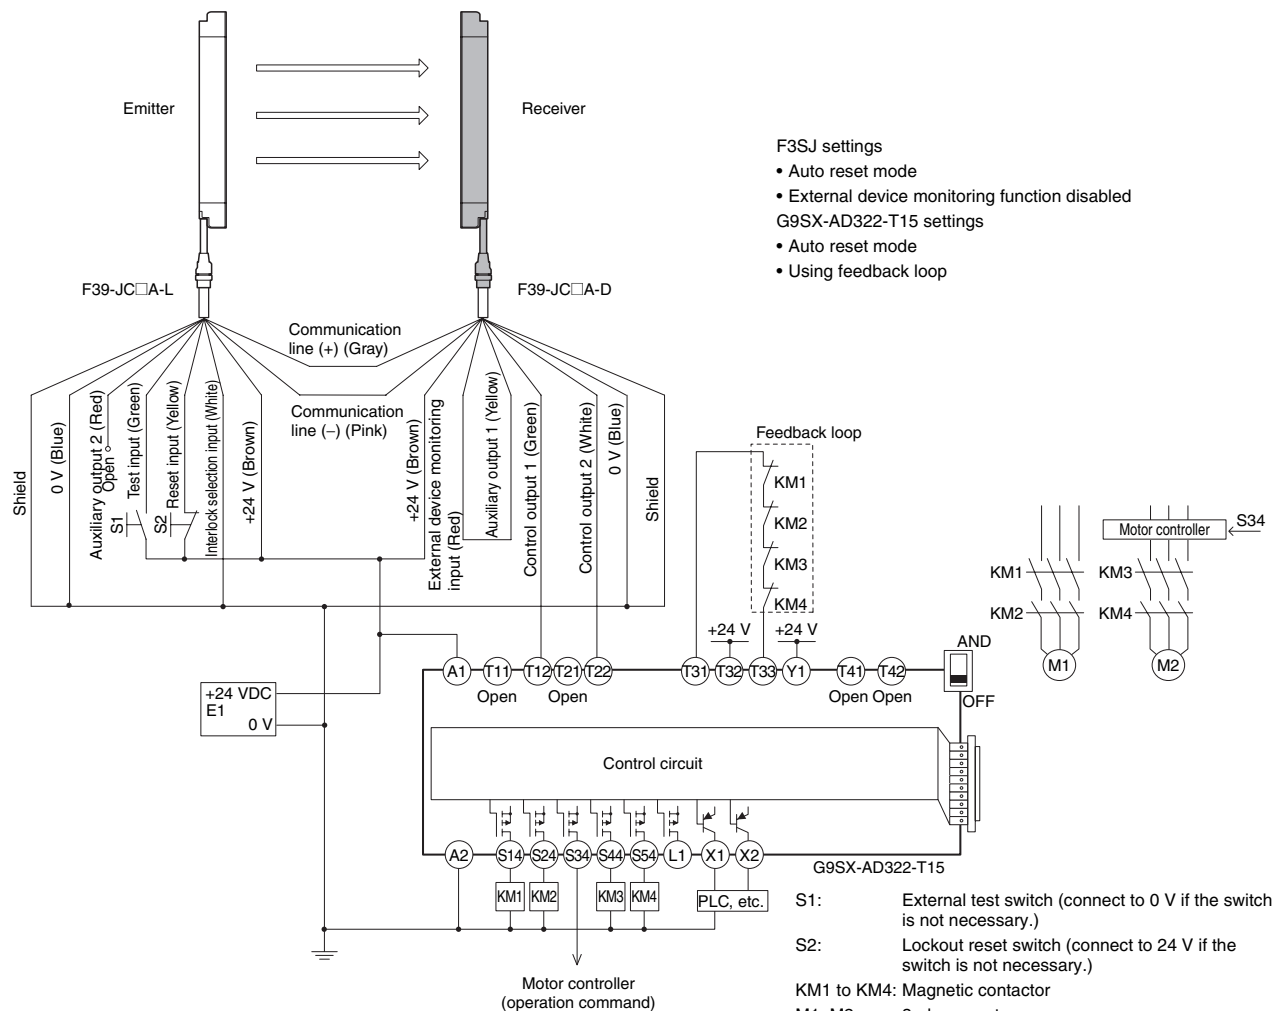 Emitter
Receiver
F3SJ settings
• Auto reset mode
• External device monitoring function disabled
G9SX-AD322-T15 settings
• Auto reset mode
• Using feedback loop
F39-JC□A-L
F39-JC□A-D
Communication
line (+) (Gray)
Communication
line (−) (Pink)
Shield
0 V (Blue)
Auxiliary output 2 (Red)
Open
Test input (Green)
S1
Reset input (Yellow)
S2
Interlock selection input (White)
+24 V (Brown)
+24 V (Brown)
External device monitoring
input (Red)
Auxiliary output 1 (Yellow)
Control output 1 (Green)
Control output 2 (White)
0 V (Blue)
Shield
Feedback loop
KM1
KM2
KM3
KM4
+24 V
+24 V
Motor controller
S34
KM1
KM3
KM2
KM4
M1
M2
A1
T11
T12
T21
T22
T31
T32
T33
Y1
T41
T42
AND
OFF
Open
Open
Open
Open
+24 VDC
E1
0 V
Control circuit
A2
S14
S24
S34
S44
S54
L1
X1
X2
G9SX-AD322-T15
KM1
KM2
KM3
KM4
PLC, etc.
Motor controller
(operation command)
S1: External test switch (connect to 0 V if the switch
is not necessary.)
S2: Lockout reset switch (connect to 24 V if the
switch is not necessary.)
KM1 to KM4: Magnetic contactor